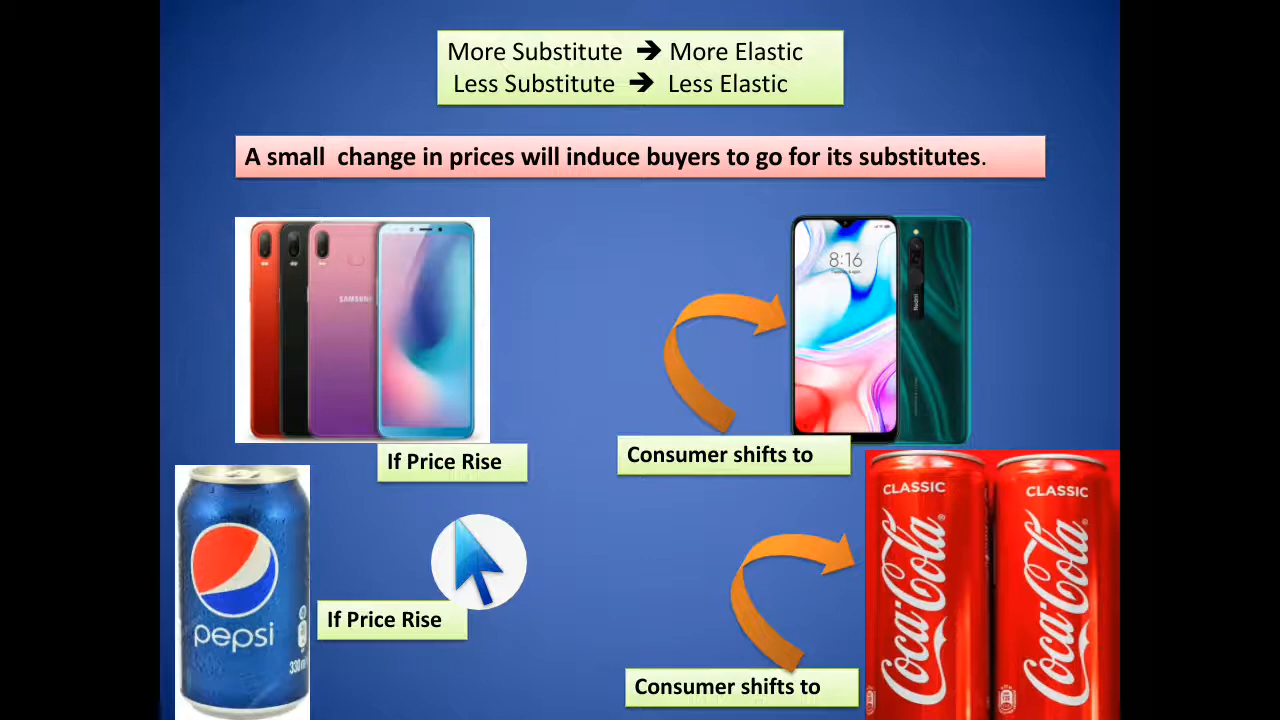 More Substitute ➔ More Elastic
Less Substitute ➔ Less Elastic
A small change in prices will induce buyers to go for its substitutes.
SAMSUNG
8:16
Redmi
If Price Rise
Consumer shifts to
CLASSIC
Coca-Cola
CLASSIC
Coca-Cola
pepsi
If Price Rise
Consumer shifts to